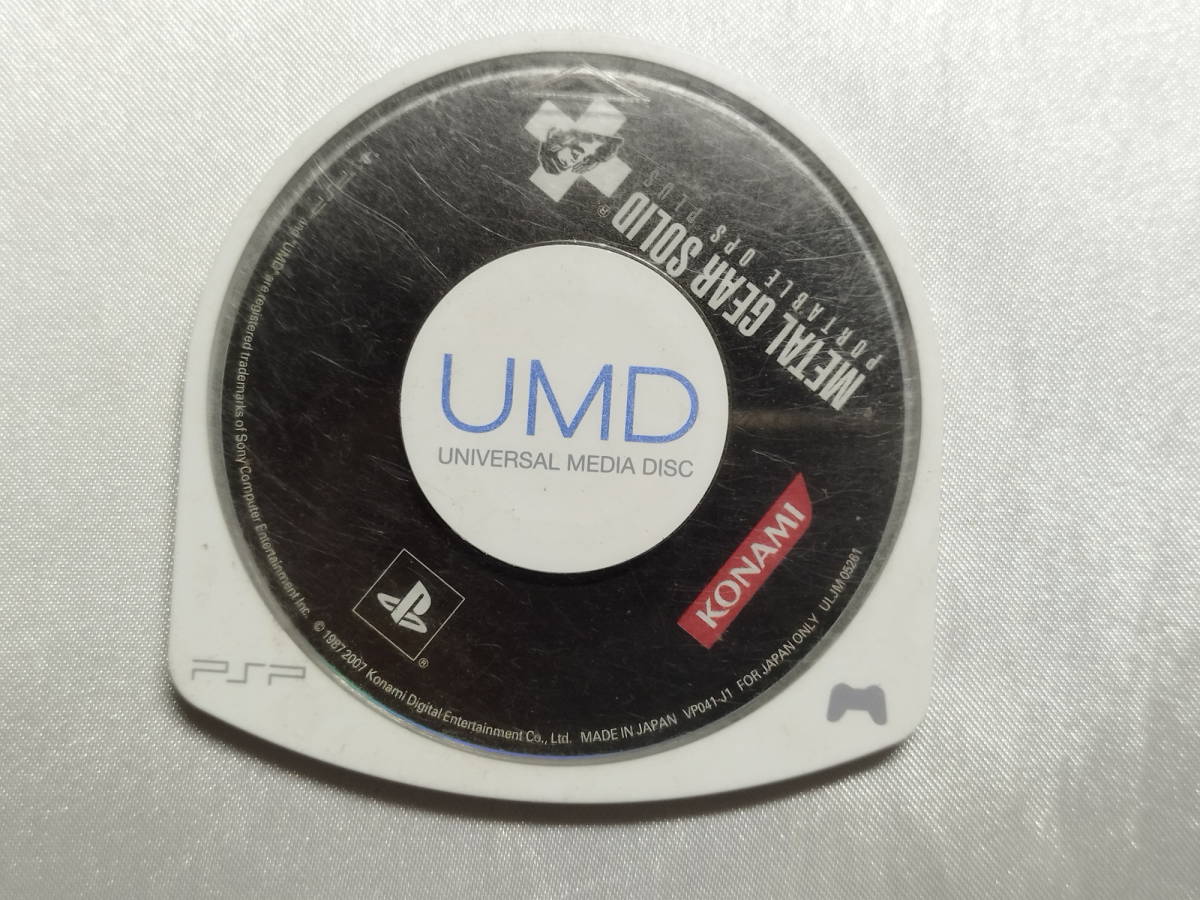 METAL GEAR SOLID®
PORTABLE OPS PLUS
UMD
UNIVERSAL MEDIA DISC
KONAMI
®
PSP
and "UMD" are registered trademarks of Sony Computer Entertainment Inc. © 1987 2007 Konami Digital Entertainment Co., Ltd. MADE IN JAPAN VP041-J1 FOR JAPAN ONLY ULJM 05261